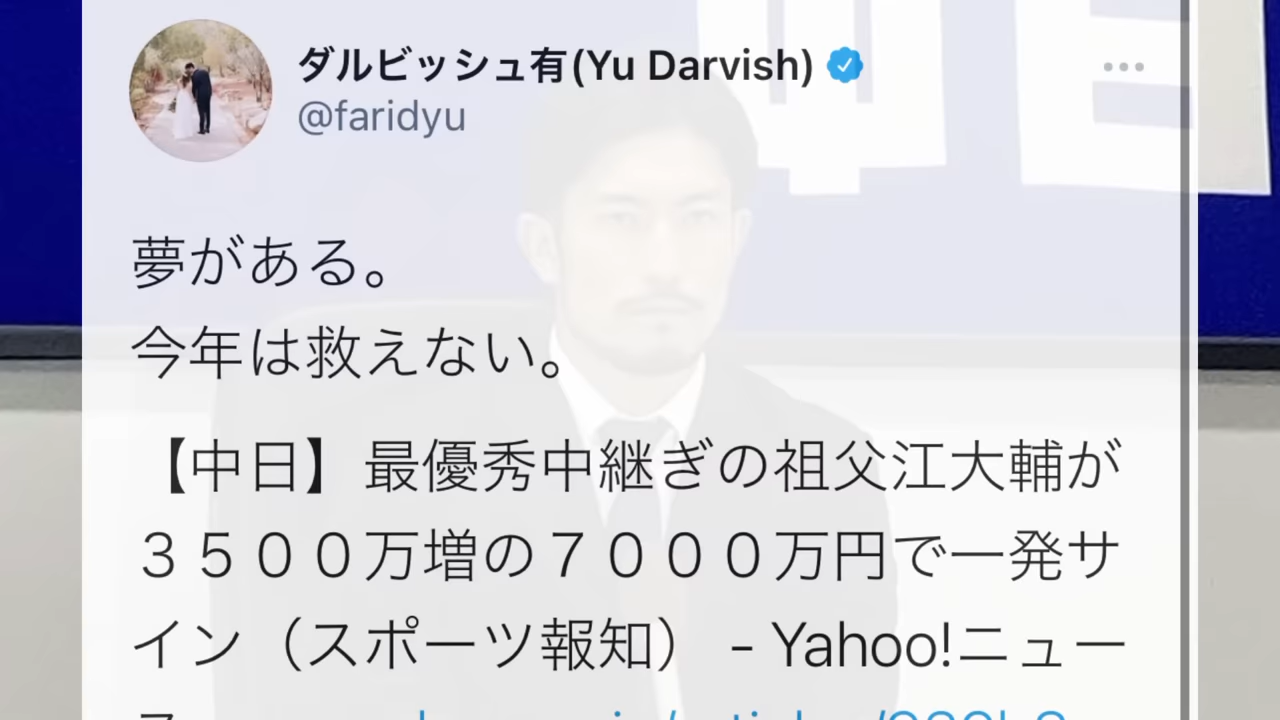 ダルビッシュ有(Yu Darvish)
@faridyu
夢がある。
今年は救えない。
【中日】最優秀中継ぎの祖父江大輔が
３５００万増の７０００万円で一発サ
イン（スポーツ報知） - Yahoo!ニュー